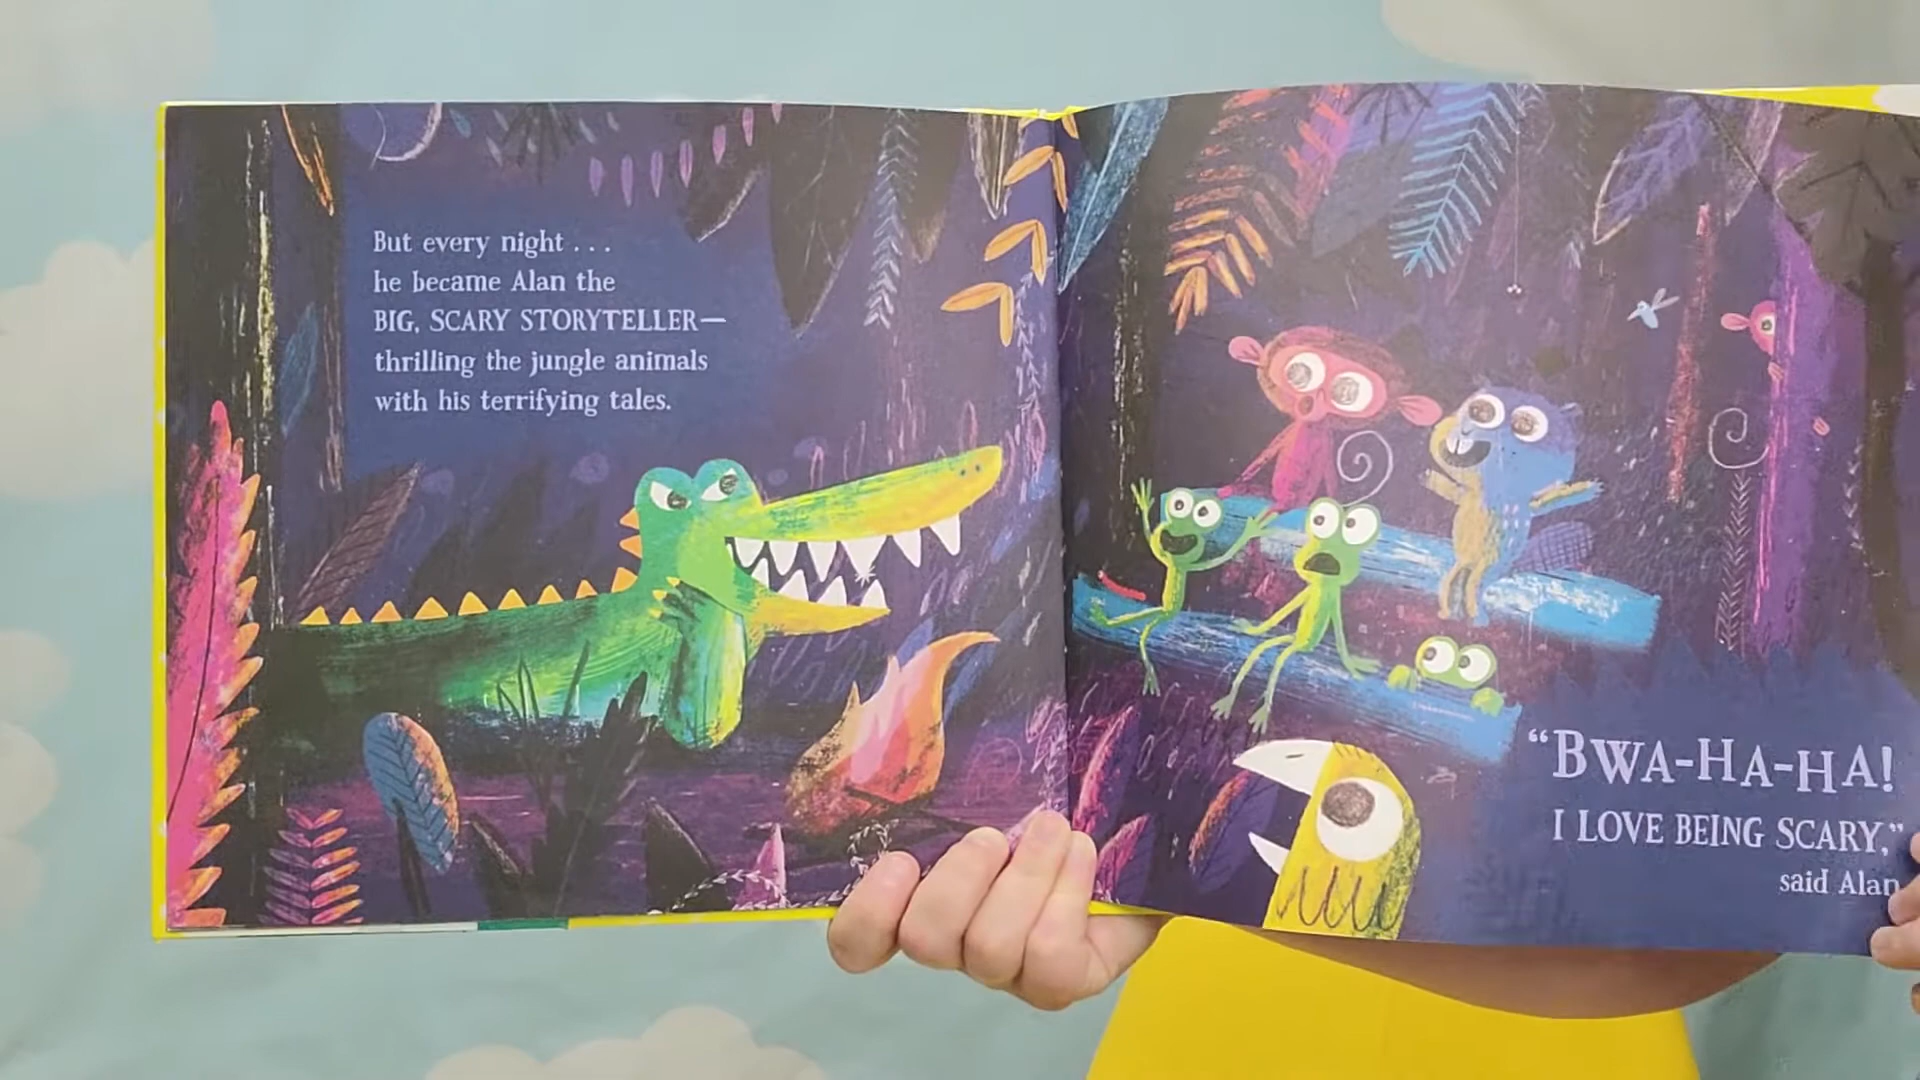 But every night . . .
he became Alan the
BIG, SCARY STORYTELLER—
thrilling the jungle animals
with his terrifying tales.
“BWA-HA-HA!
I LOVE BEING SCARY,”
said Alan